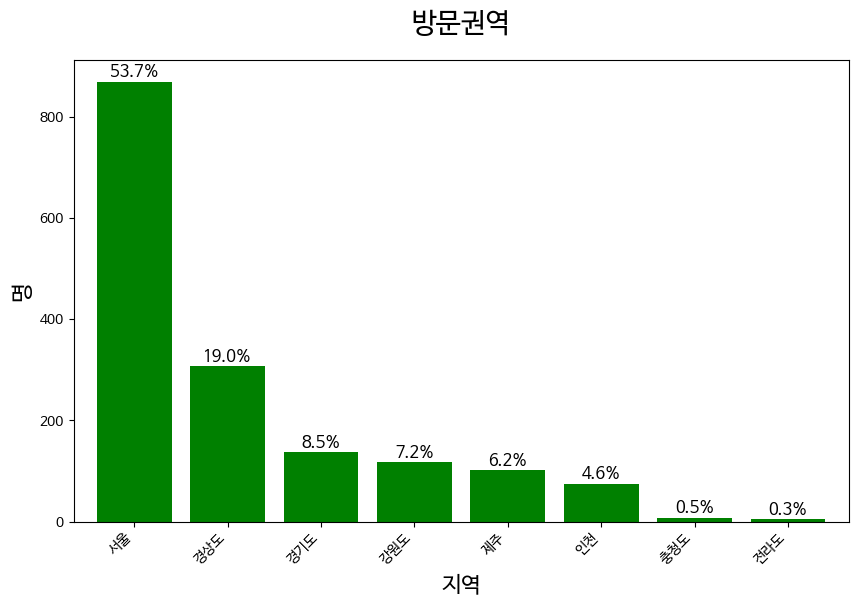 방문권역
53.7%
19.0%
8.5%
7.2%
6.2%
4.6%
0.5%
0.3%
800
600
400
200
0
명
서울
경상도
경기도
강원도
제주
인천
충청도
전라도
지역